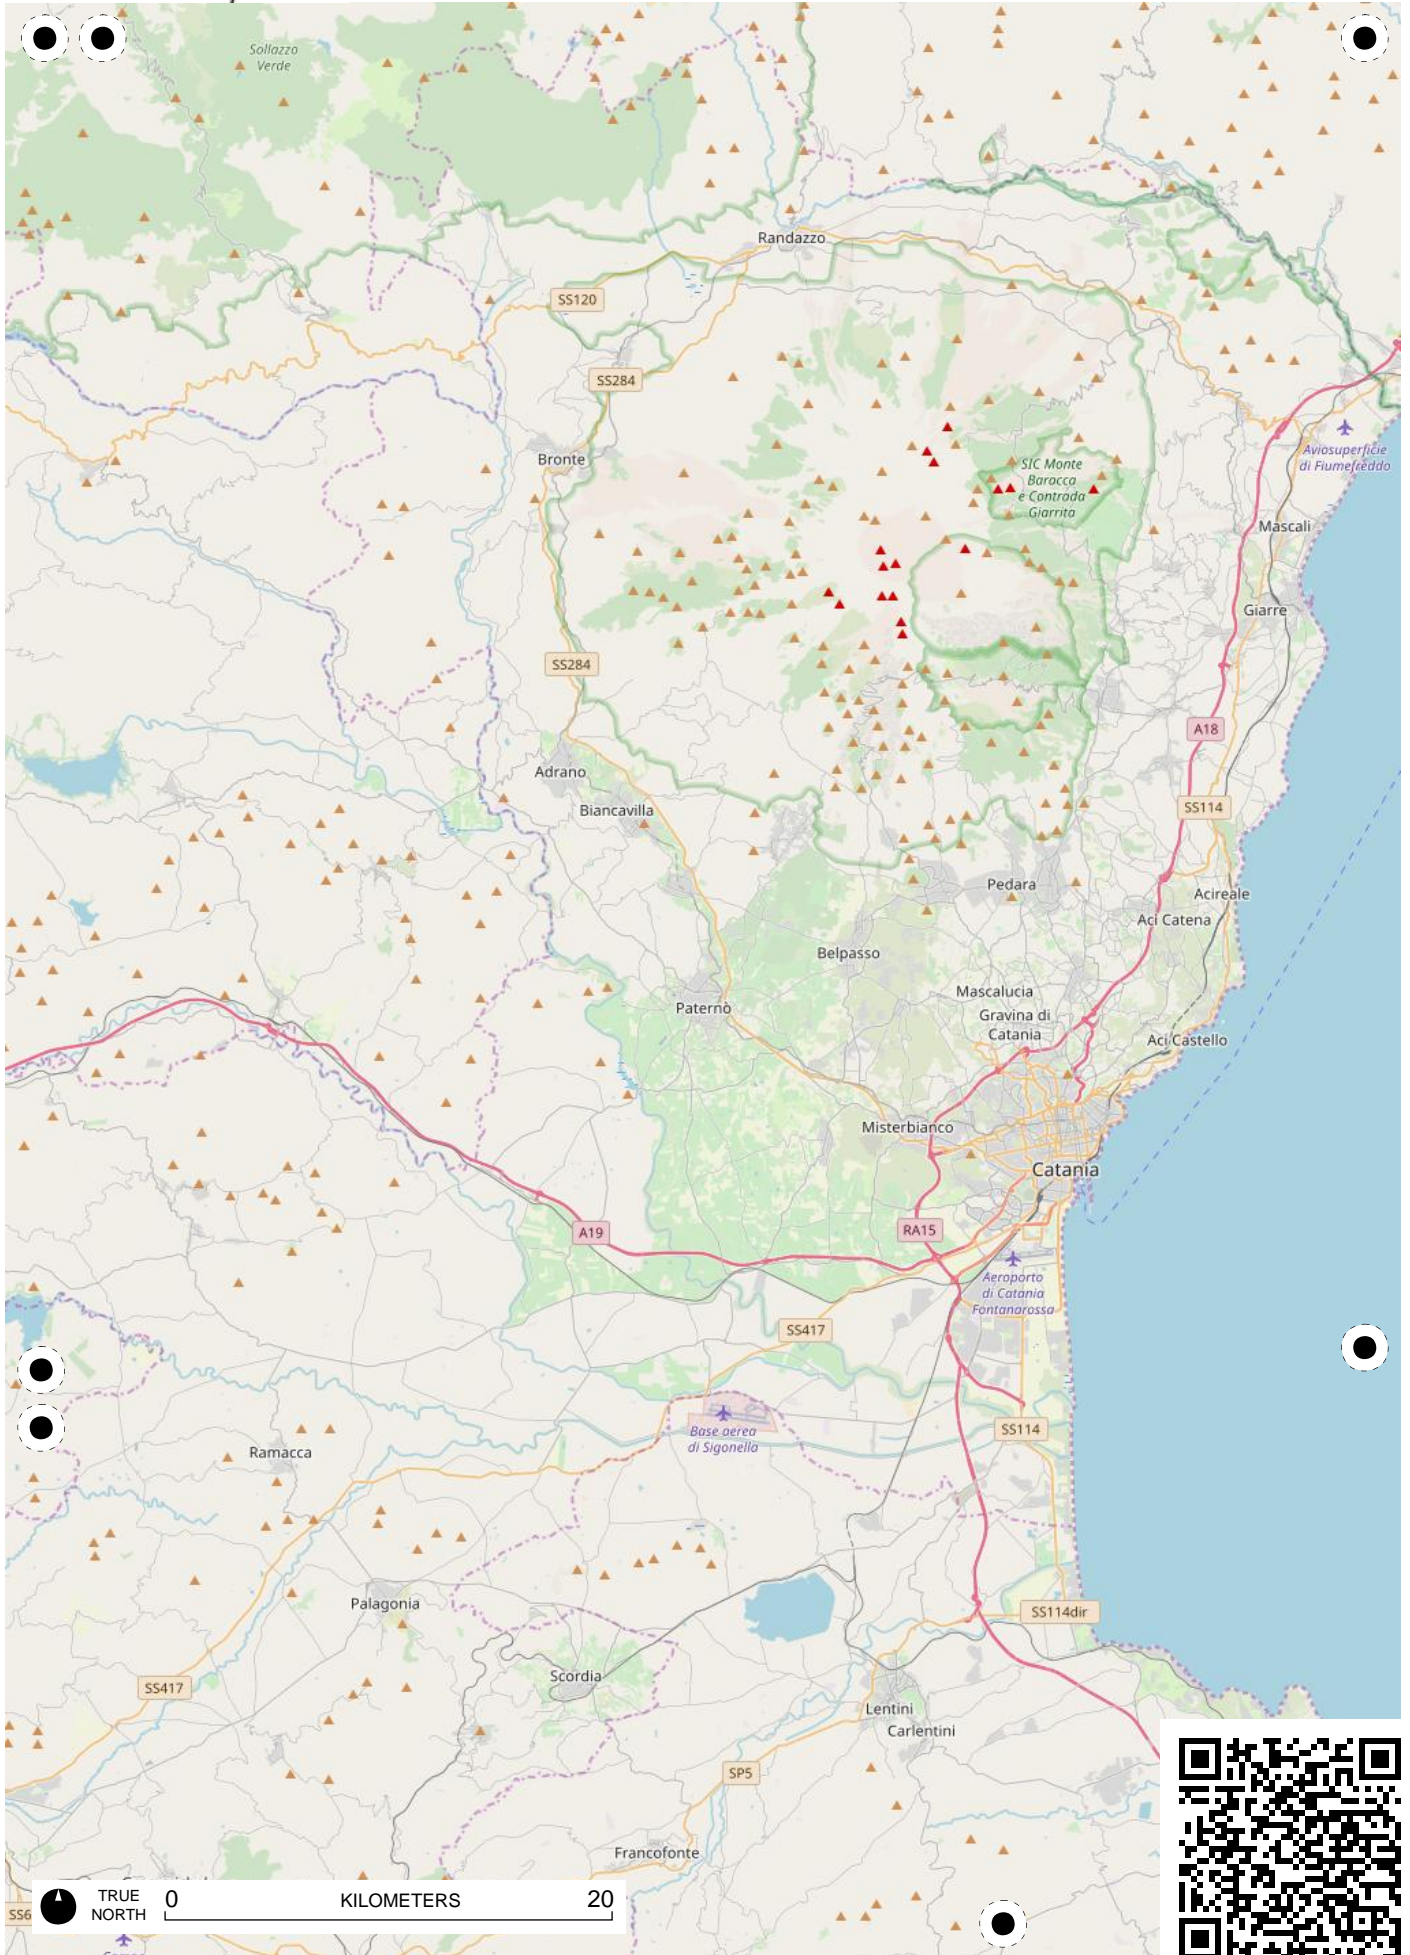 Sollazzo
Verde
Randazzo
SS120
SS284
Bronte
SIC Monte
Baracca
e Contrada
Giarrita
Aviosuperficie
di Fiumefreddo
Mascali
Giarre
SS284
A18
Adrano
Biancavilla
SS114
Pedara
Acireale
Aci Catena
Belpasso
Mascalucia
Paternò
Gravina di
Catania
Aci Castello
Misterbianco
Catania
A19
RA15
Aeroporto
di Catania
Fontanarossa
SS417
Base aerea
di Sigonella
SS114
Ramacca
Palagonia
SS114dir
Scordia
SS417
Lentini
Carlentini
SP5
Francofonte
TRUE
NORTH
0 KILOMETERS 20
SS6